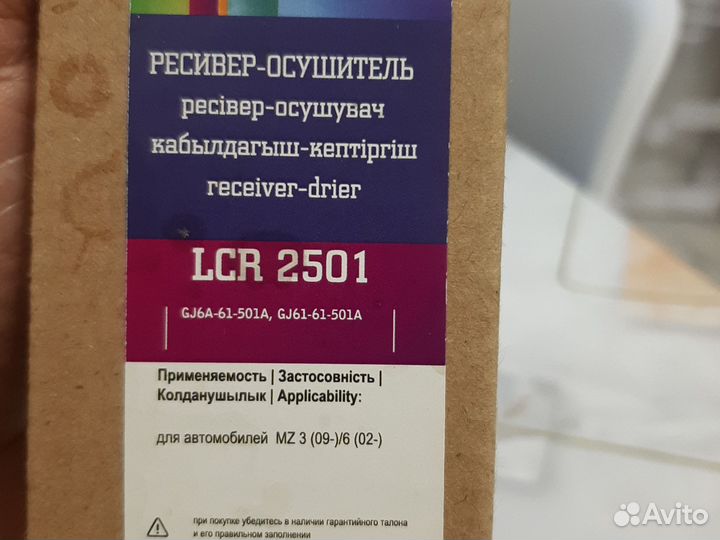 РЕСИВЕР-ОСУШИТЕЛЬ
ресівер-осушувач
кабылдагыш-кептіргіш
receiver-drier
LCR 2501
GJ6A-61-501A, GJ61-61-501A
Применяемость | Застосовність |
Колданушылык | Applicability:
для автомобилей MZ 3 (09-)/6 (02-)
при покупке убедитесь в наличии гарантийного талона
и его правильном заполнении
Avito